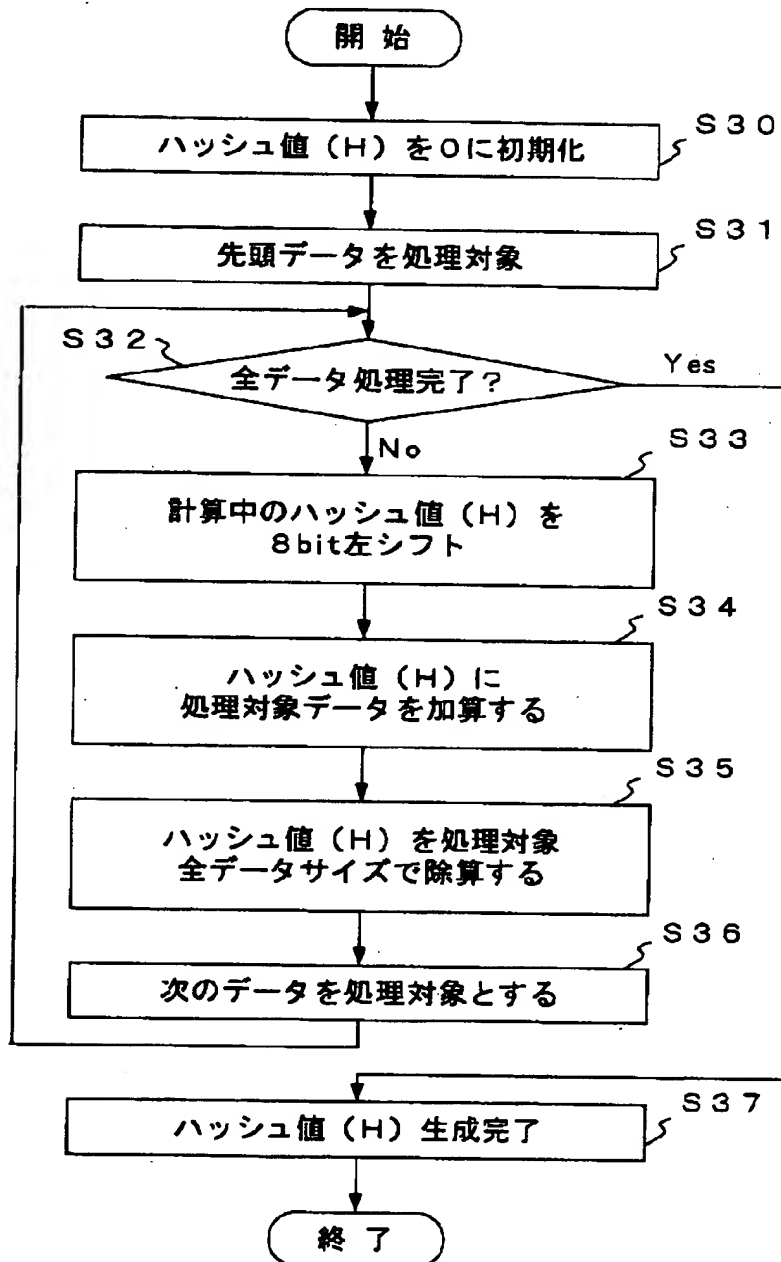 開始
S30
ハッシュ値（H）を0に初期化
S31
先頭データを処理対象
S32
全データ処理完了？
Yes
No
S33
計算中のハッシュ値（H）を
8bit左シフト
S34
ハッシュ値（H）に
処理対象データを加算する
S35
ハッシュ値（H）を処理対象
全データサイズで除算する
S36
次のデータを処理対象とする
S37
ハッシュ値（H）生成完了
終了